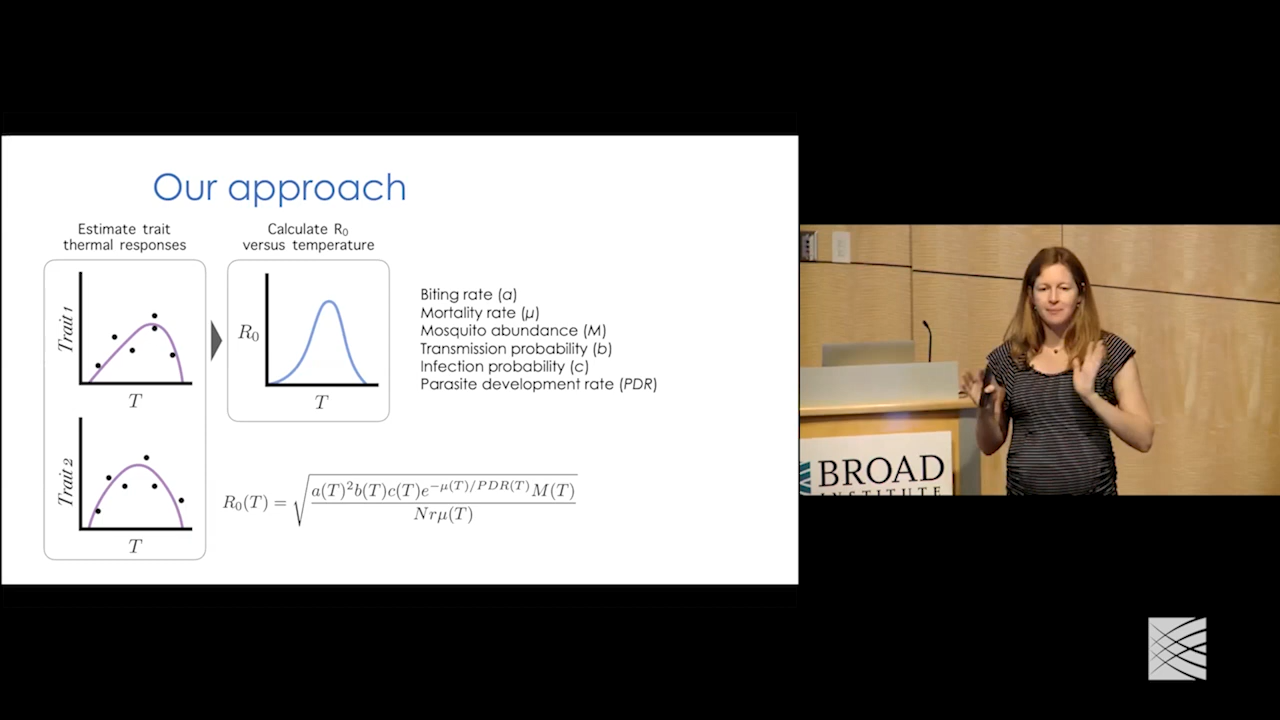 Our approach
Estimate trait
thermal responses
Trait 1
T
Trait 2
T
Calculate R₀
versus temperature
R₀
T
Biting rate (a)
Mortality rate (μ)
Mosquito abundance (M)
Transmission probability (b)
Infection probability (c)
Parasite development rate (PDR)
R₀(T) = √(a(T)²b(T)c(T)e^{−μ(T)/PDR(T)}M(T) / Nrμ(T))
BROAD
INSTITUTE